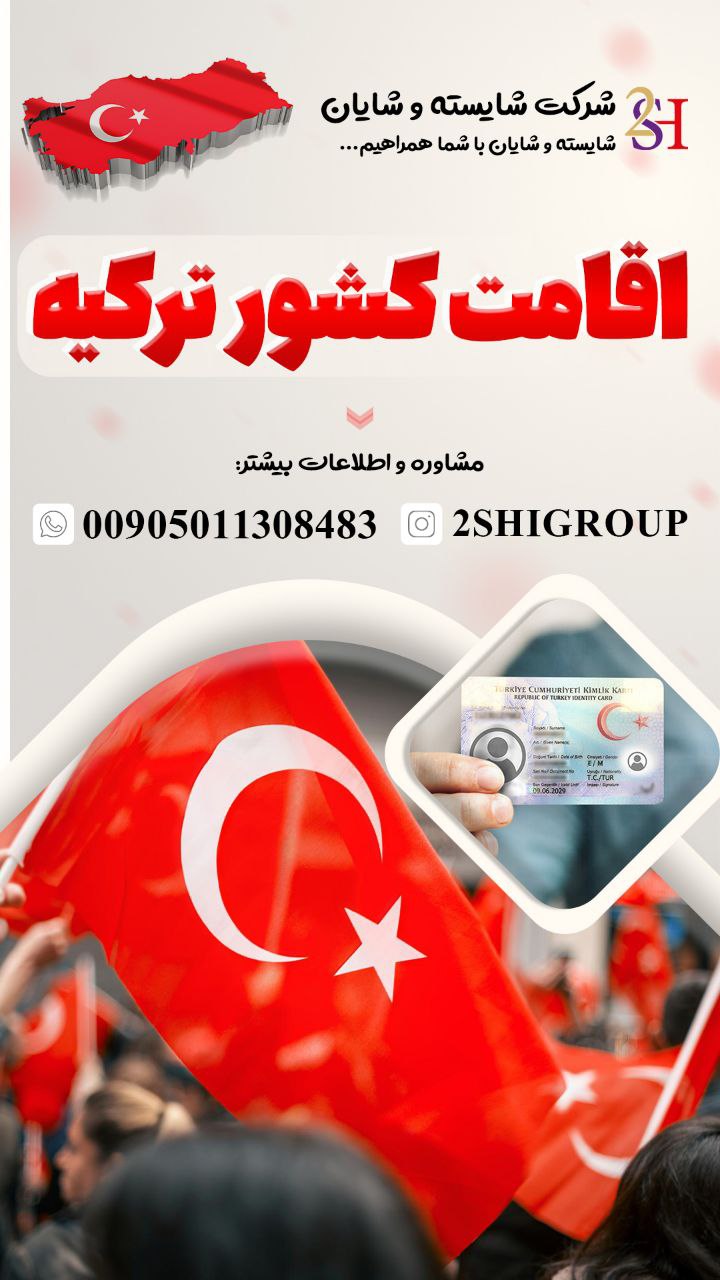 شرکت شایسته و شایان
2SH
شایسته و شایان با شما همراهیم...
اقامت کشور ترکیه
مشاوره و اطلاعات بیشتر:
00905011308483
2SHIGROUP
TÜRKİYE CUMHURİYETİ KİMLİK KARTI
REPUBLIC OF TURKEY IDENTITY CARD
Soyadı / Surname
Adı / Given Name(s)
Doğum Tarihi / Date of Birth
Cinsiyeti / Gender
E / M
Seri No / Document No
Uyruğu / Nationality
T.C./TUR
Son Geçerlilik / Valid Until
09.06.2029
İmzası / Signature